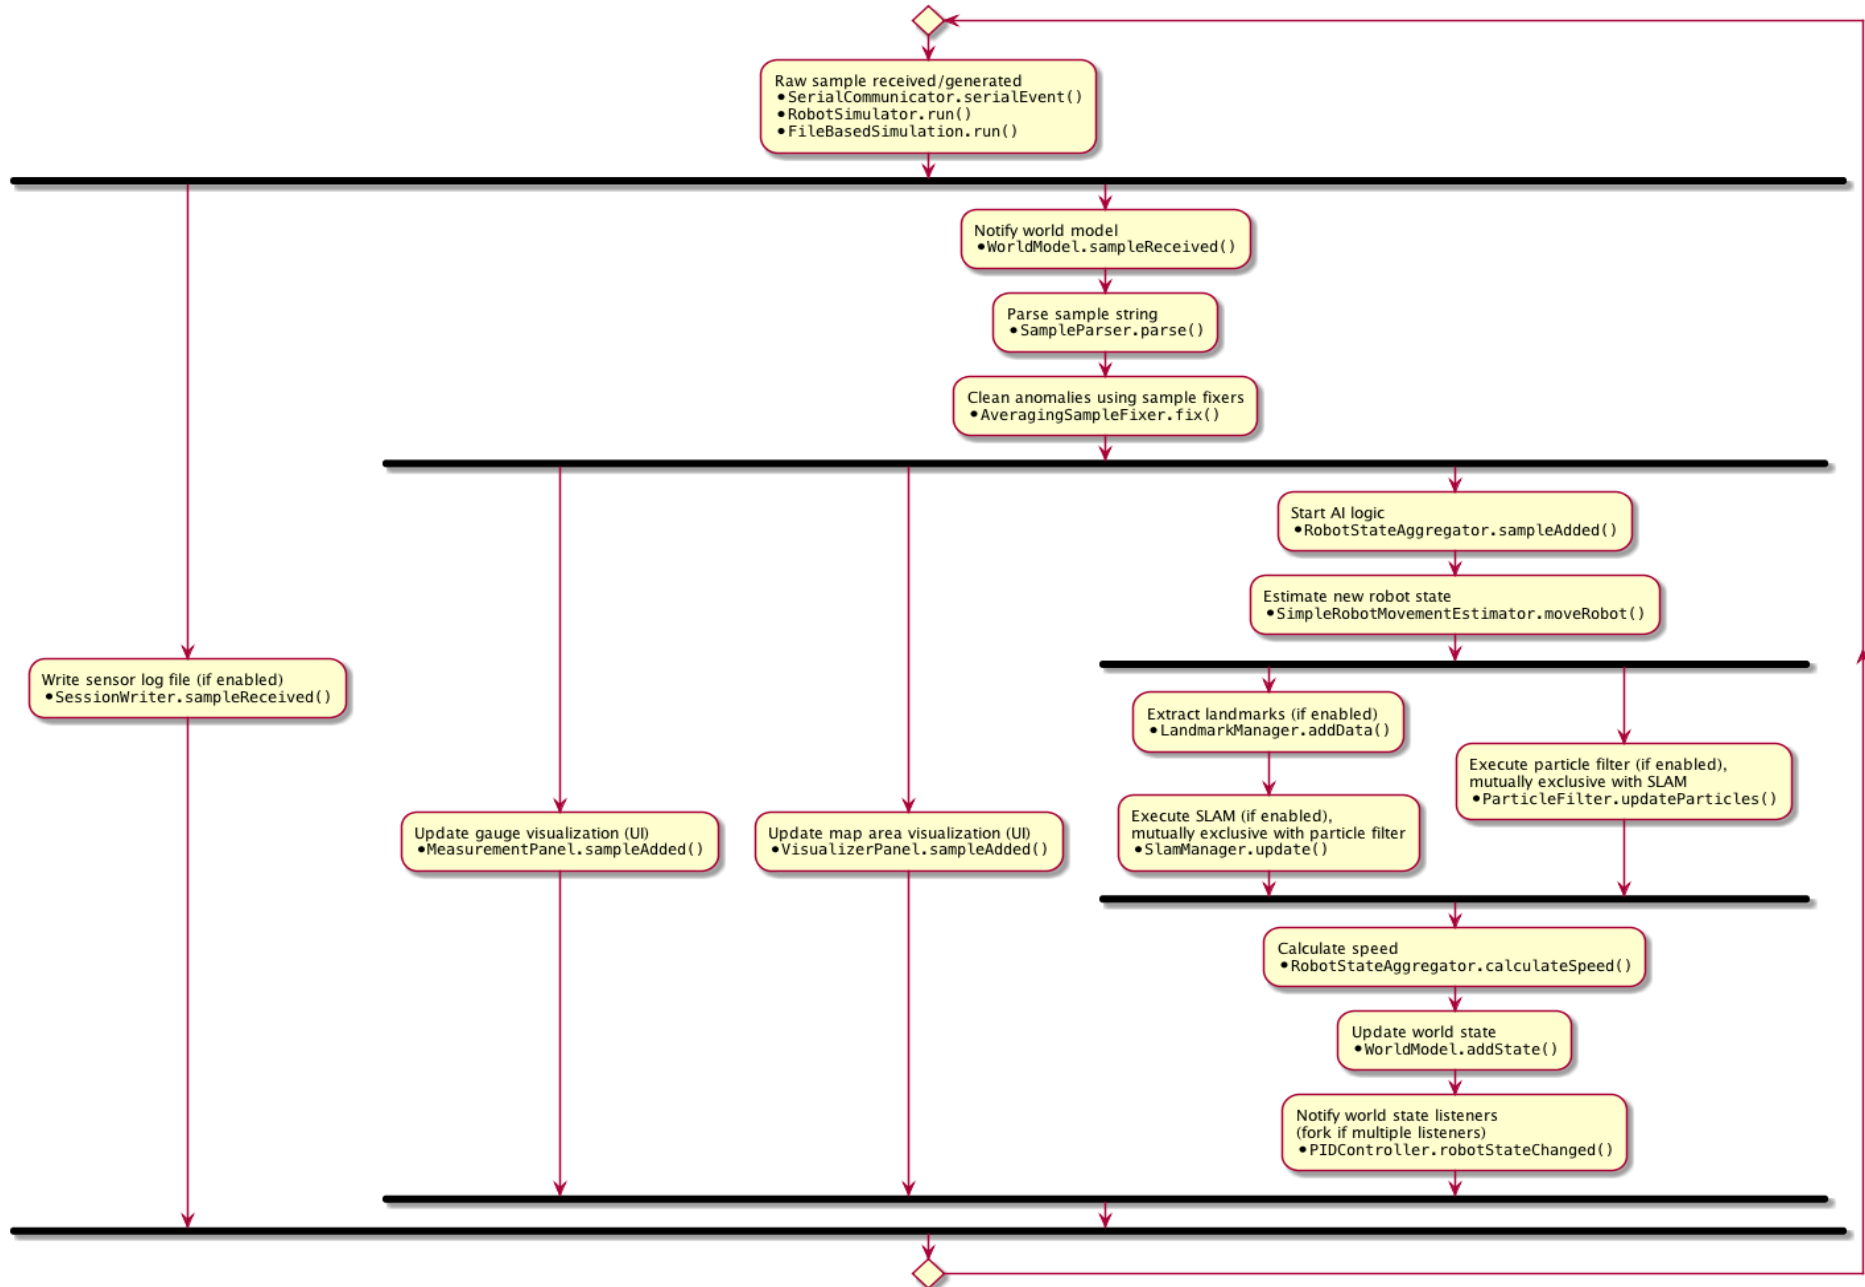 Raw sample received/generated
•SerialCommunicator.serialEvent()
•RobotSimulator.run()
•FileBasedSimulation.run()
Notify world model
•WorldModel.sampleReceived()
Parse sample string
•SampleParser.parse()
Clean anomalies using sample fixers
•AveragingSampleFixer.fix()
Start AI logic
•RobotStateAggregator.sampleAdded()
Estimate new robot state
•SimpleRobotMovementEstimator.moveRobot()
Write sensor log file (if enabled)
•SessionWriter.sampleReceived()
Extract landmarks (if enabled)
•LandmarkManager.addData()
Execute particle filter (if enabled),
mutually exclusive with SLAM
•ParticleFilter.updateParticles()
Update gauge visualization (UI)
•MeasurementPanel.sampleAdded()
Update map area visualization (UI)
•VisualizerPanel.sampleAdded()
Execute SLAM (if enabled),
mutually exclusive with particle filter
•SlamManager.update()
Calculate speed
•RobotStateAggregator.calculateSpeed()
Update world state
•WorldModel.addState()
Notify world state listeners
(fork if multiple listeners)
•PIDController.robotStateChanged()